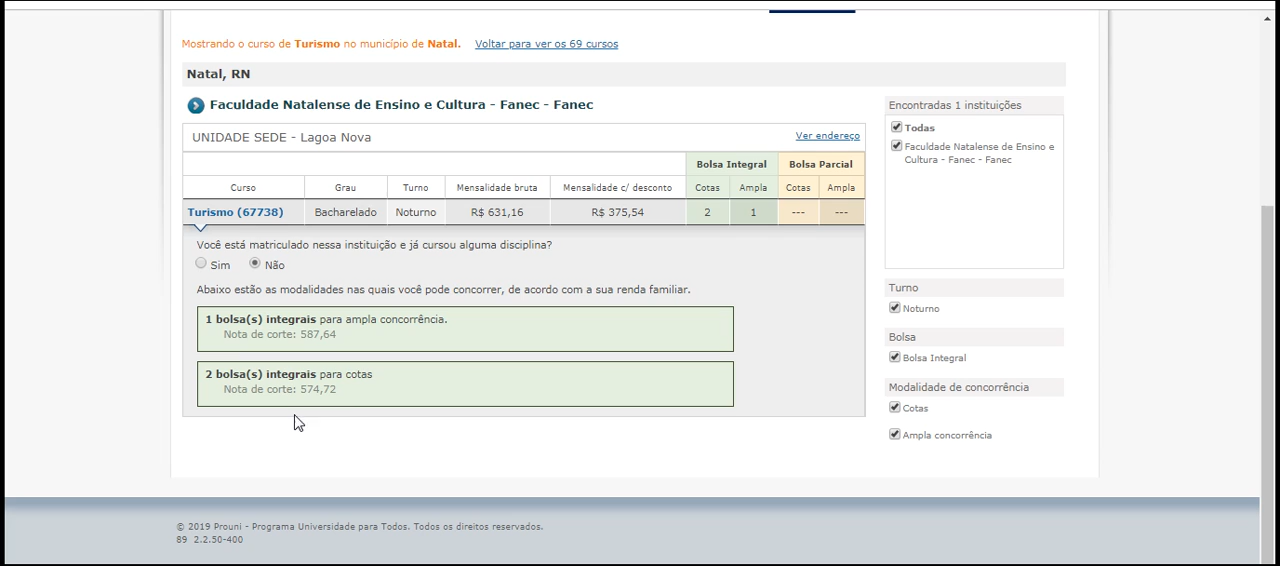 Mostrando o curso de Turismo no município de Natal. Voltar para ver os 69 cursos
Natal, RN
Faculdade Natalense de Ensino e Cultura - Fanec - Fanec
UNIDADE SEDE - Lagoa Nova Ver endereço
Bolsa Integral Bolsa Parcial
Curso Grau Turno Mensalidade bruta Mensalidade c/ desconto Cotas Ampla Cotas Ampla
Turismo (67738) Bacharelado Noturno R$ 631,16 R$ 375,54 2 1 --- ---
Você está matriculado nessa instituição e já cursou alguma disciplina?
Sim Não
Abaixo estão as modalidades nas quais você pode concorrer, de acordo com a sua renda familiar.
1 bolsa(s) integrais para ampla concorrência.
Nota de corte: 587,64
2 bolsa(s) integrais para cotas
Nota de corte: 574,72
Encontradas 1 instituições
Todas
Faculdade Natalense de Ensino e
Cultura - Fanec - Fanec
Turno
Noturno
Bolsa
Bolsa Integral
Modalidade de concorrência
Cotas
Ampla concorrência
© 2019 Prouni - Programa Universidade para Todos. Todos os direitos reservados.
89 2.2.50-400